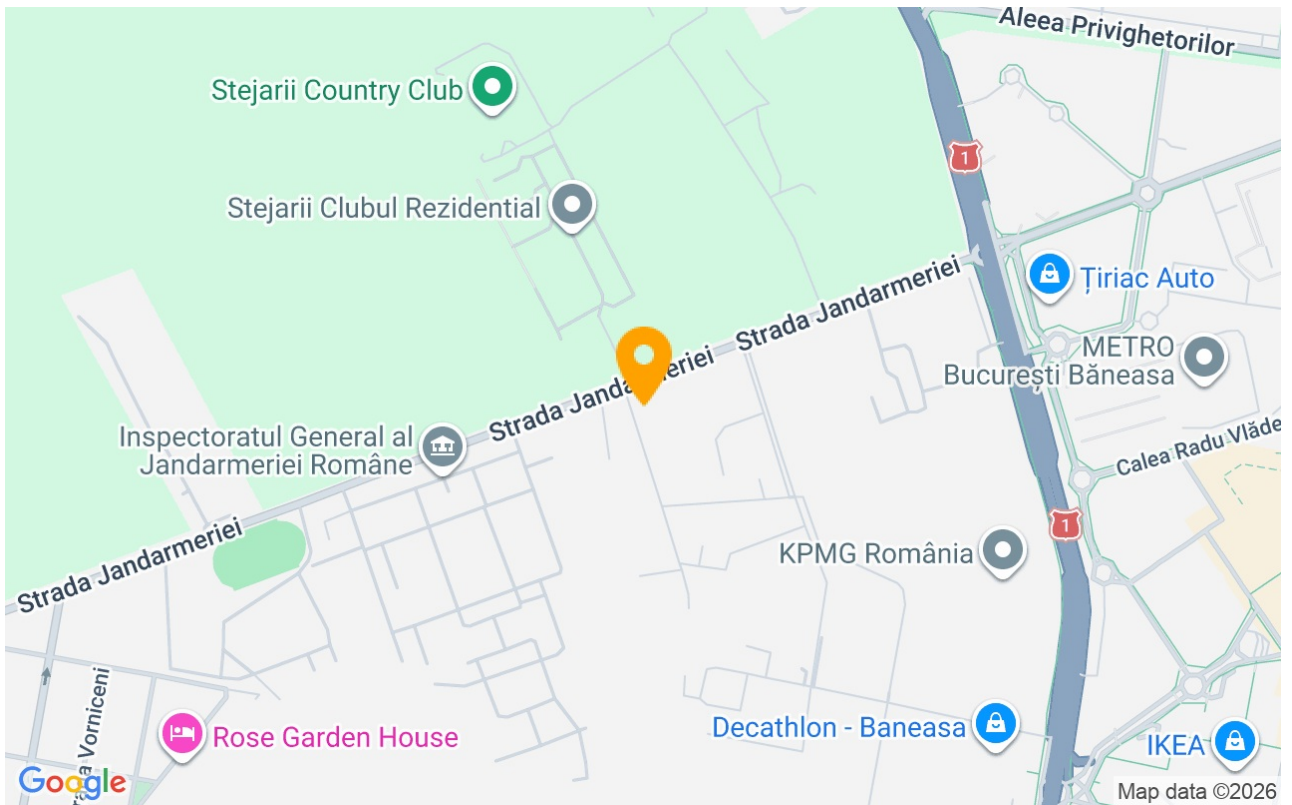 Aleea Privighetorilor
Stejarii Country Club
1
Stejarii Clubul Rezidential
Strada Jandarmeriei
Țiriac Auto
METRO
București Băneasa
Strada Jandarmeriei
Inspectoratul General al
Jandarmeriei Române
Calea Radu Vlăde
1
KPMG România
Strada Jandarmeriei
Vorniceni
Rose Garden House
Decathlon - Baneasa
IKEA
Google
Map data ©2026